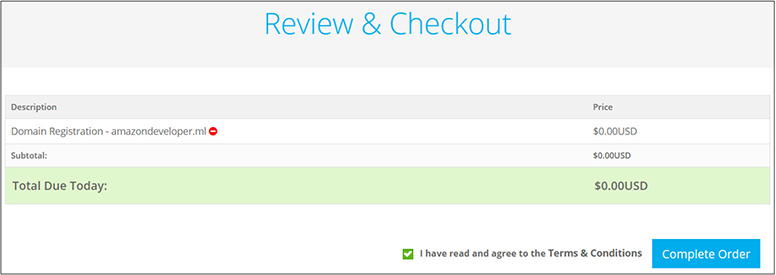 Review & Checkout
Description Price
Domain Registration - amazondeveloper.ml $0.00USD
Subtotal: $0.00USD
Total Due Today: $0.00USD
I have read and agree to the Terms & Conditions Complete Order